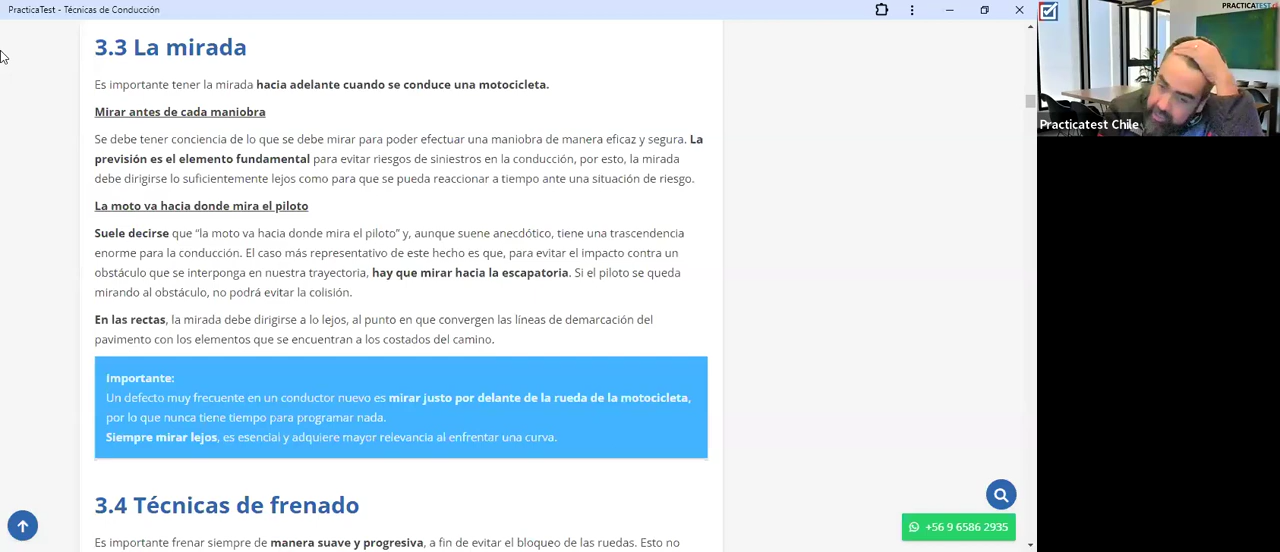 PracticaTest - Técnicas de Conducción
3.3 La mirada
Es importante tener la mirada hacia adelante cuando se conduce una motocicleta.
Mirar antes de cada maniobra
Se debe tener conciencia de lo que se debe mirar para poder efectuar una maniobra de manera eficaz y segura. La
previsión es el elemento fundamental para evitar riesgos de siniestros en la conducción, por esto, la mirada
debe dirigirse lo suficientemente lejos como para que se pueda reaccionar a tiempo ante una situación de riesgo.
La moto va hacia donde mira el piloto
Suele decirse que “la moto va hacia donde mira el piloto” y, aunque suene anecdótico, tiene una trascendencia
enorme para la conducción. El caso más representativo de este hecho es que, para evitar el impacto contra un
obstáculo que se interponga en nuestra trayectoria, hay que mirar hacia la escapatoria. Si el piloto se queda
mirando al obstáculo, no podrá evitar la colisión.
En las rectas, la mirada debe dirigirse a lo lejos, al punto en que convergen las líneas de demarcación del
pavimento con los elementos que se encuentran a los costados del camino.
Importante:
Un defecto muy frecuente en un conductor nuevo es mirar justo por delante de la rueda de la motocicleta,
por lo que nunca tiene tiempo para programar nada.
Siempre mirar lejos, es esencial y adquiere mayor relevancia al enfrentar una curva.
3.4 Técnicas de frenado
Es importante frenar siempre de manera suave y progresiva, a fin de evitar el bloqueo de las ruedas. Esto no
+56 9 6586 2935
PRACTICATEST
Practicatest Chile